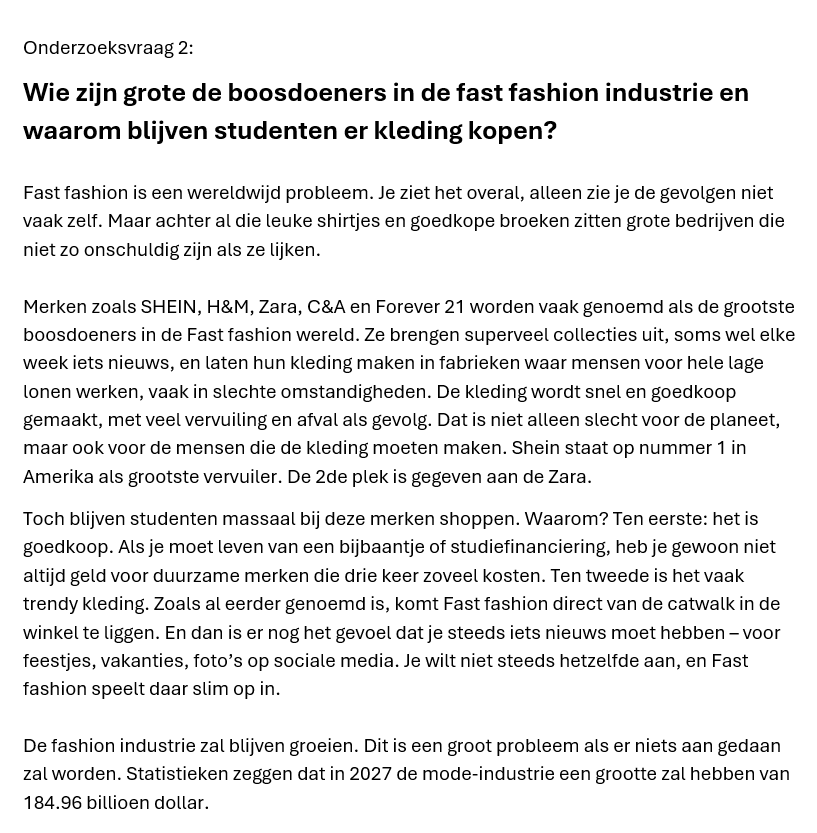 Onderzoeksvraag 2:
Wie zijn grote de boosdoeners in de fast fashion industrie en
waarom blijven studenten er kleding kopen?
Fast fashion is een wereldwijd probleem. Je ziet het overal, alleen zie je de gevolgen niet
vaak zelf. Maar achter al die leuke shirtjes en goedkope broeken zitten grote bedrijven die
niet zo onschuldig zijn als ze lijken.
Merken zoals SHEIN, H&M, Zara, C&A en Forever 21 worden vaak genoemd als de grootste
boosdoeners in de Fast fashion wereld. Ze brengen superveel collecties uit, soms wel elke
week iets nieuws, en laten hun kleding maken in fabrieken waar mensen voor hele lage
lonen werken, vaak in slechte omstandigheden. De kleding wordt snel en goedkoop
gemaakt, met veel vervuiling en afval als gevolg. Dat is niet alleen slecht voor de planeet,
maar ook voor de mensen die de kleding moeten maken. Shein staat op nummer 1 in
Amerika als grootste vervuiler. De 2de plek is gegeven aan de Zara.
Toch blijven studenten massaal bij deze merken shoppen. Waarom? Ten eerste: het is
goedkoop. Als je moet leven van een bijbaantje of studiefinanciering, heb je gewoon niet
altijd geld voor duurzame merken die drie keer zoveel kosten. Ten tweede is het vaak
trendy kleding. Zoals al eerder genoemd is, komt Fast fashion direct van de catwalk in de
winkel te liggen. En dan is er nog het gevoel dat je steeds iets nieuws moet hebben – voor
feestjes, vakanties, foto’s op sociale media. Je wilt niet steeds hetzelfde aan, en Fast
fashion speelt daar slim op in.
De fashion industrie zal blijven groeien. Dit is een groot probleem als er niets aan gedaan
zal worden. Statistieken zeggen dat in 2027 de mode-industrie een grootte zal hebben van
184.96 billioen dollar.